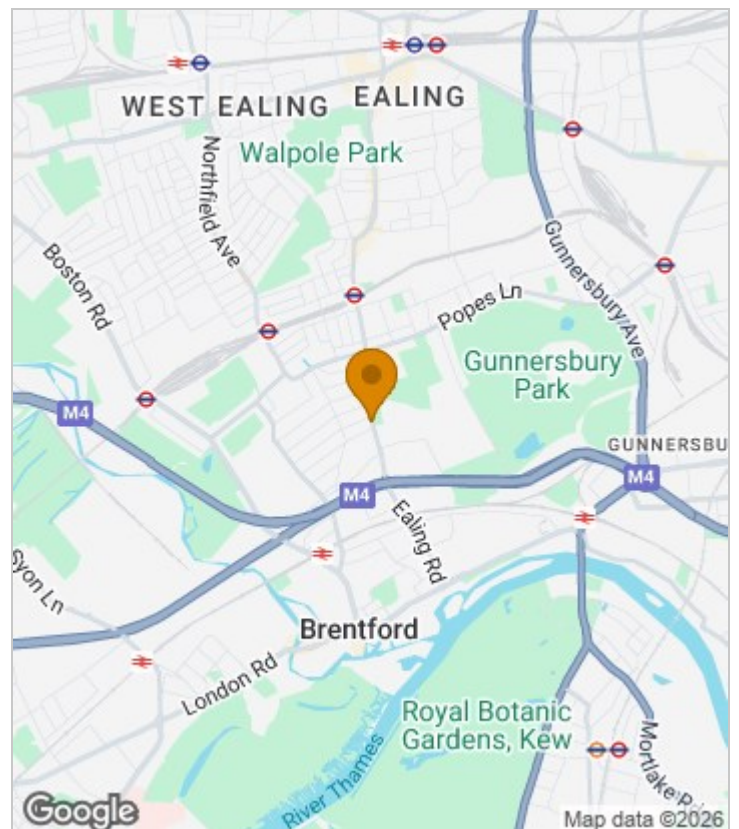 WEST EALING
EALING
Walpole Park
Northfield Ave
Boston Rd
Gunnersbury Ave
Popes Ln
Gunnersbury
Park
M4
GUNNERSBU
M4
M4
Ealing Rd
Syon Ln
Brentford
London Rd
Royal Botanic
Gardens, Kew
Mortlake Rd
River Thames
Google
Map data ©2026